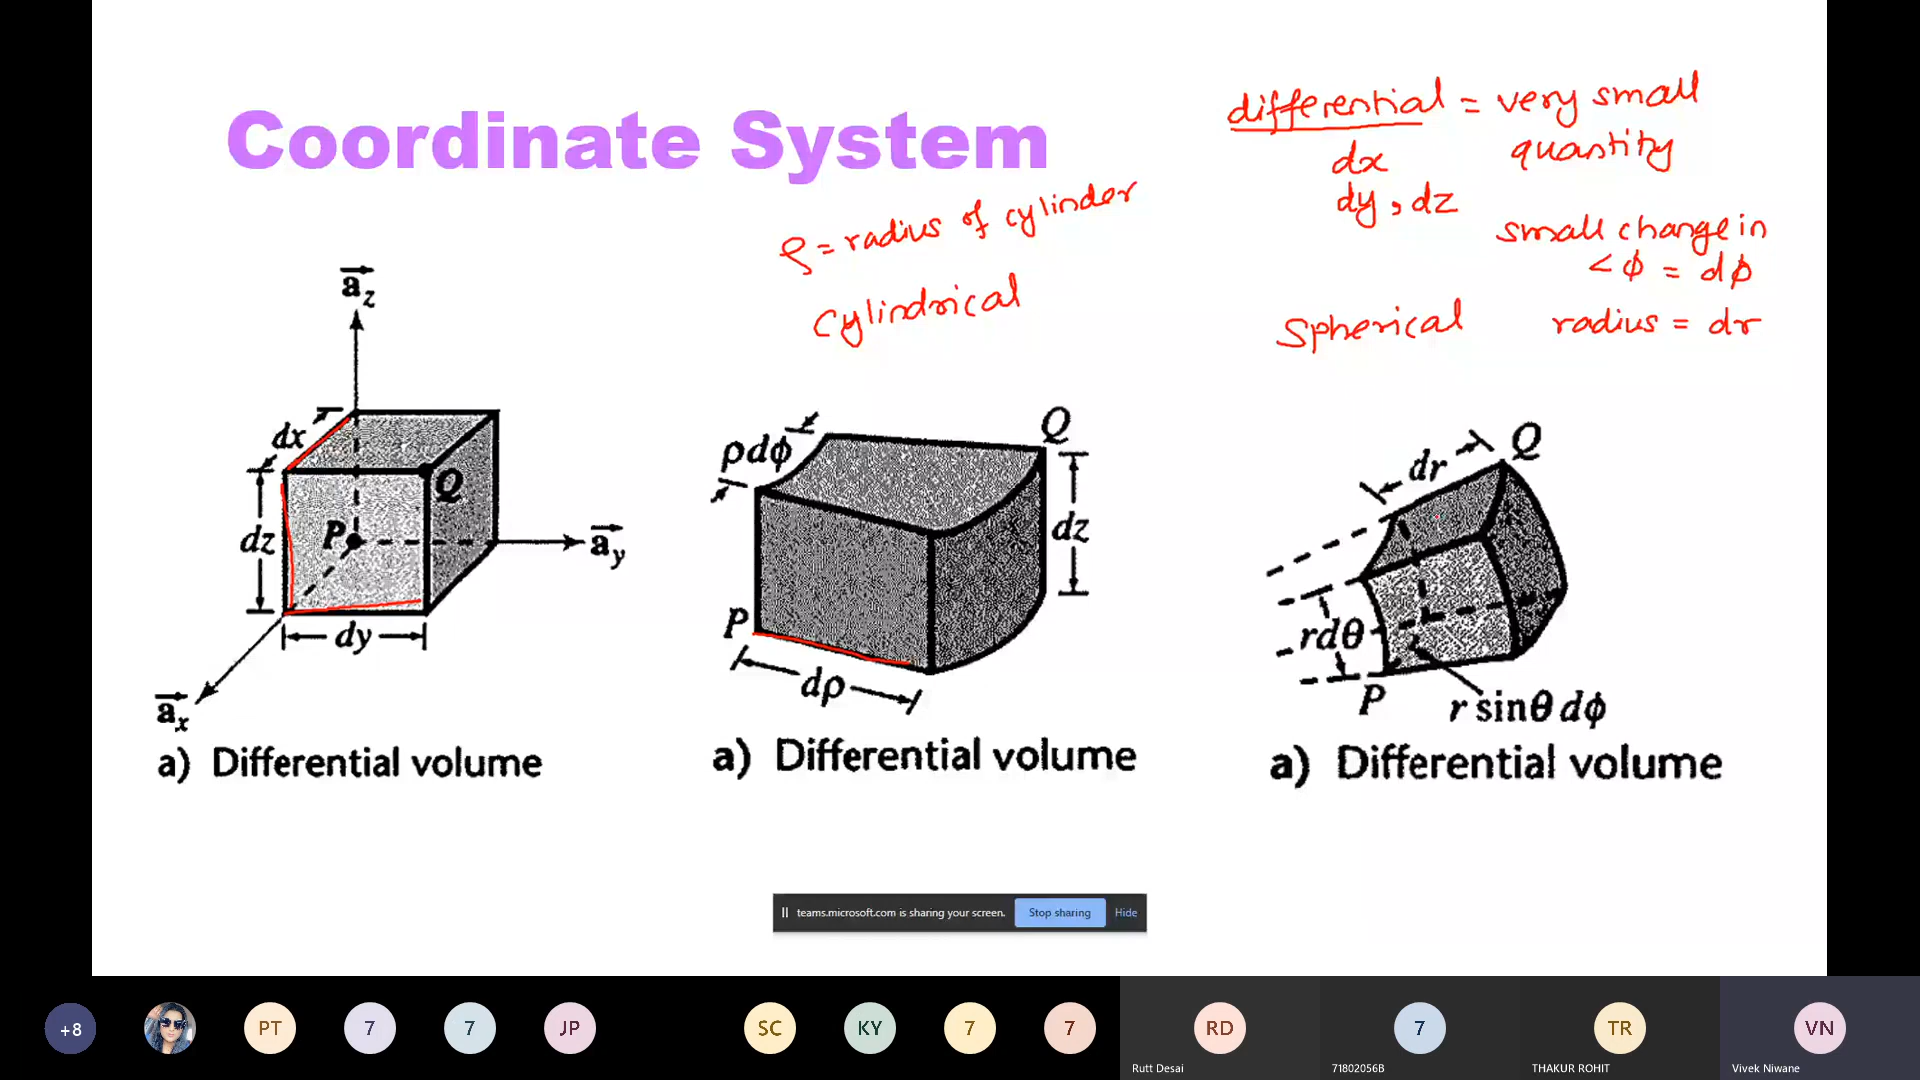 Coordinate System
differential = very small
quantity
dx
dy, dz
small change in
<ϕ = dϕ
ρ = radius of cylinder
Cylindrical
Spherical
radius = dr
a_z
dx
dz
P
Q
a_y
dy
a_x
a) Differential volume
ρdϕ
Q
dz
P
dρ
a) Differential volume
dr
Q
rdθ
P
r sinθ dϕ
a) Differential volume
teams.microsoft.com is sharing your screen.
Stop sharing
Hide
+8
PT
7
7
JP
SC
KY
7
7
RD
Rutt Desai
7
71802056B
TR
THAKUR ROHIT
VN
Vivek Niwane